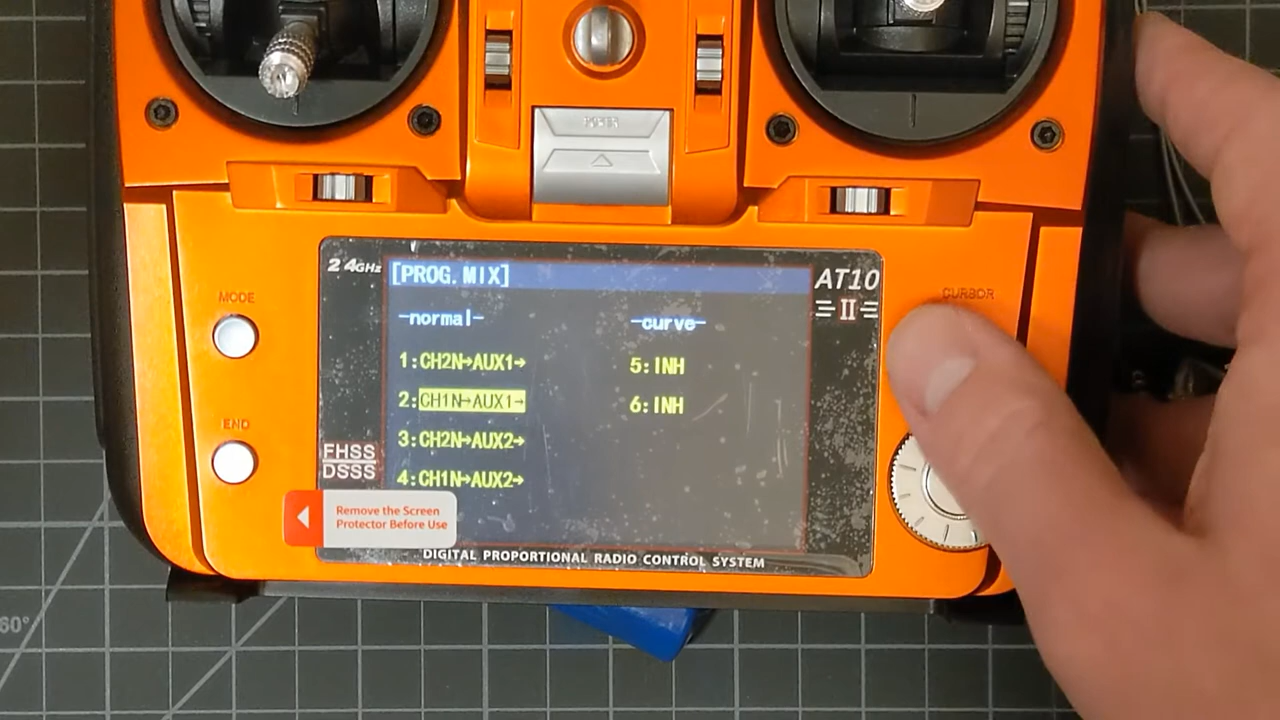 POWER
2.4GHz
[PROG.MIX]
AT10
II
MODE
CURSOR
-normal-
-curve-
1:CH2N→AUX1→
5:INH
2:CH1N→AUX1→
6:INH
END
3:CH2N→AUX2→
FHSS
DSSS
4:CH1N→AUX2→
Remove the Screen
Protector Before Use
DIGITAL PROPORTIONAL RADIO CONTROL SYSTEM
60°